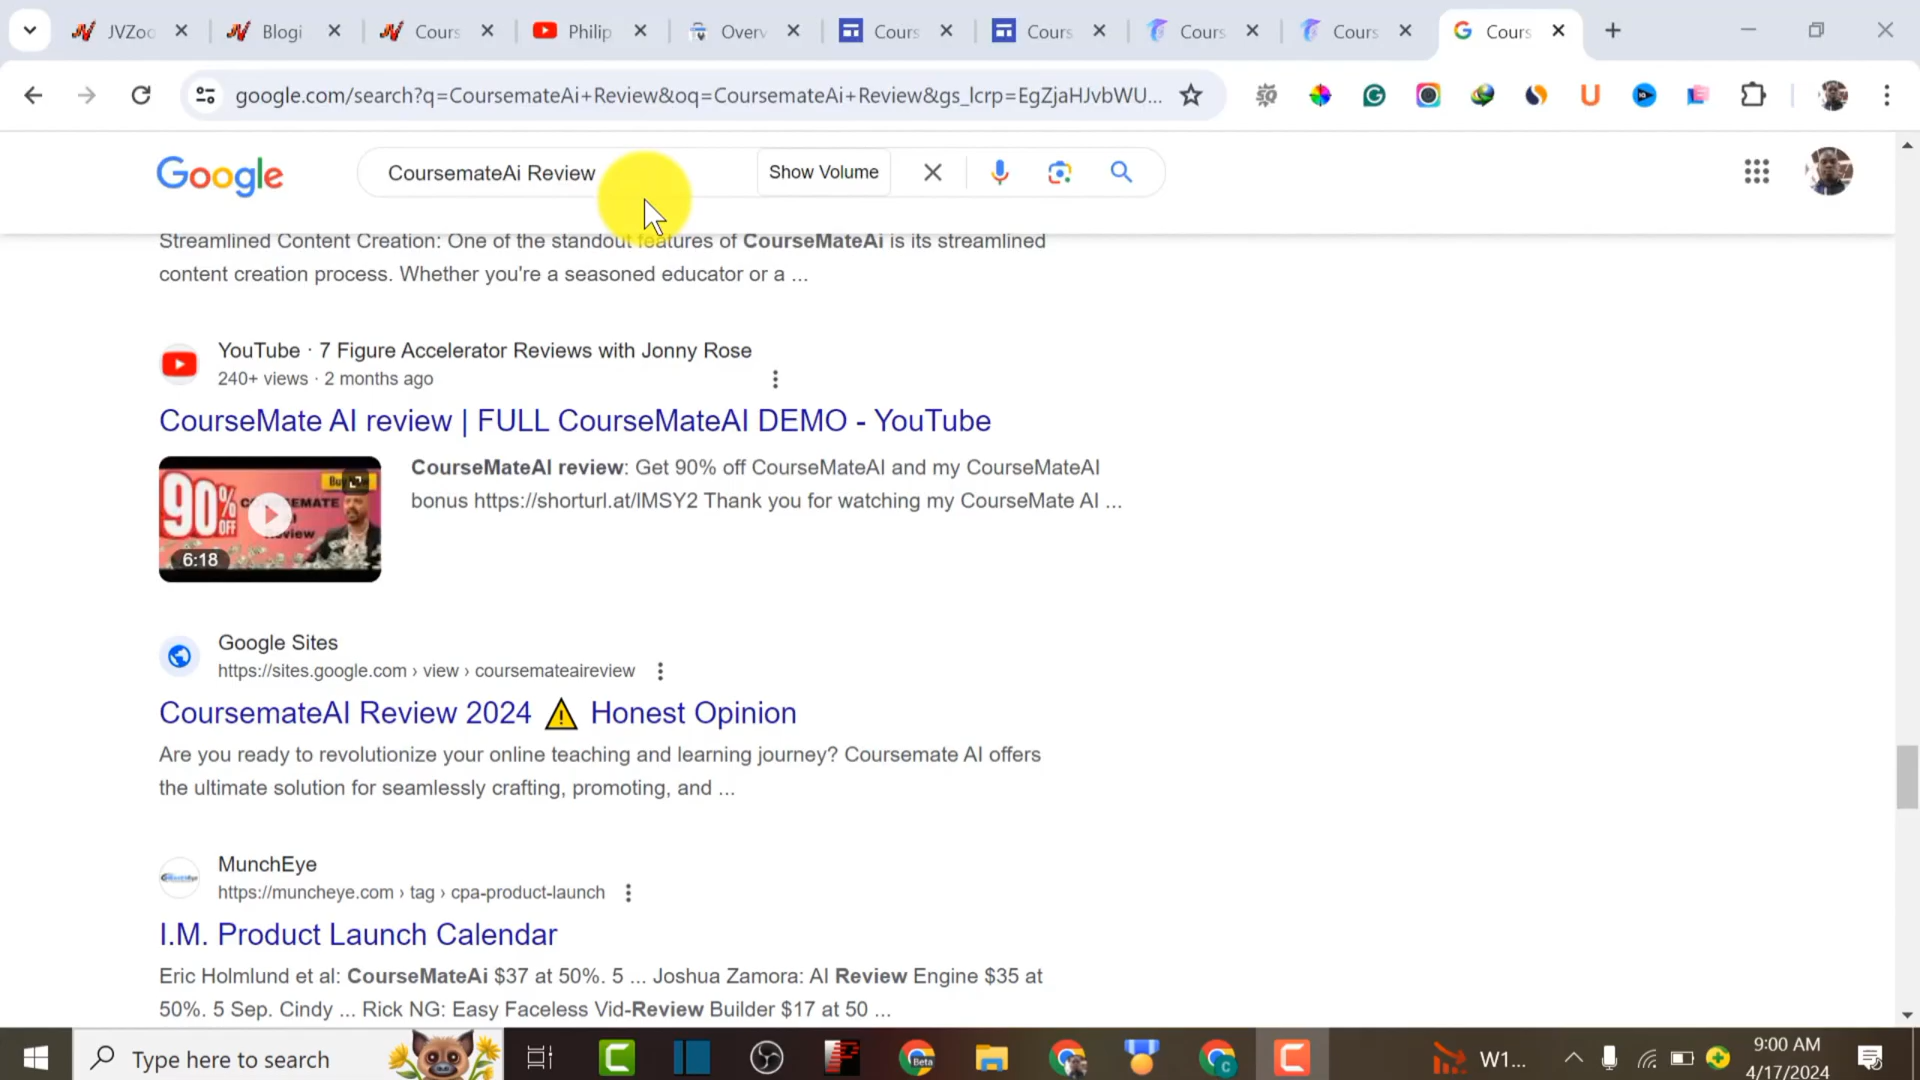 JVZoo
Blogi
Cours
Philip
Overv
Cours
Cours
Cours
Cours
Cours
google.com/search?q=CoursemateAi+Review&oq=CoursemateAi+Review&gs_lcrp=EgZjaHJvbWU...
Google
CoursemateAi Review
Show Volume
Streamlined Content Creation: One of the standout features of CourseMateAi is its streamlined
content creation process. Whether you're a seasoned educator or a ...
YouTube · 7 Figure Accelerator Reviews with Jonny Rose
240+ views · 2 months ago
CourseMate AI review | FULL CourseMateAI DEMO - YouTube
90% OFF
6:18
CourseMateAI review: Get 90% off CourseMateAI and my CourseMateAI
bonus https://shorturl.at/lMSY2 Thank you for watching my CourseMate AI ...
Google Sites
https://sites.google.com › view › coursemateaireview
CoursemateAI Review 2024 ⚠️ Honest Opinion
Are you ready to revolutionize your online teaching and learning journey? Coursemate AI offers
the ultimate solution for seamlessly crafting, promoting, and ...
MunchEye
https://muncheye.com › tag › cpa-product-launch
I.M. Product Launch Calendar
Eric Holmlund et al: CourseMateAi $37 at 50%. 5 ... Joshua Zamora: AI Review Engine $35 at
50%. 5 Sep. Cindy ... Rick NG: Easy Faceless Vid-Review Builder $17 at 50 ...
Type here to search
Beta
W1...
9:00 AM
4/17/2024